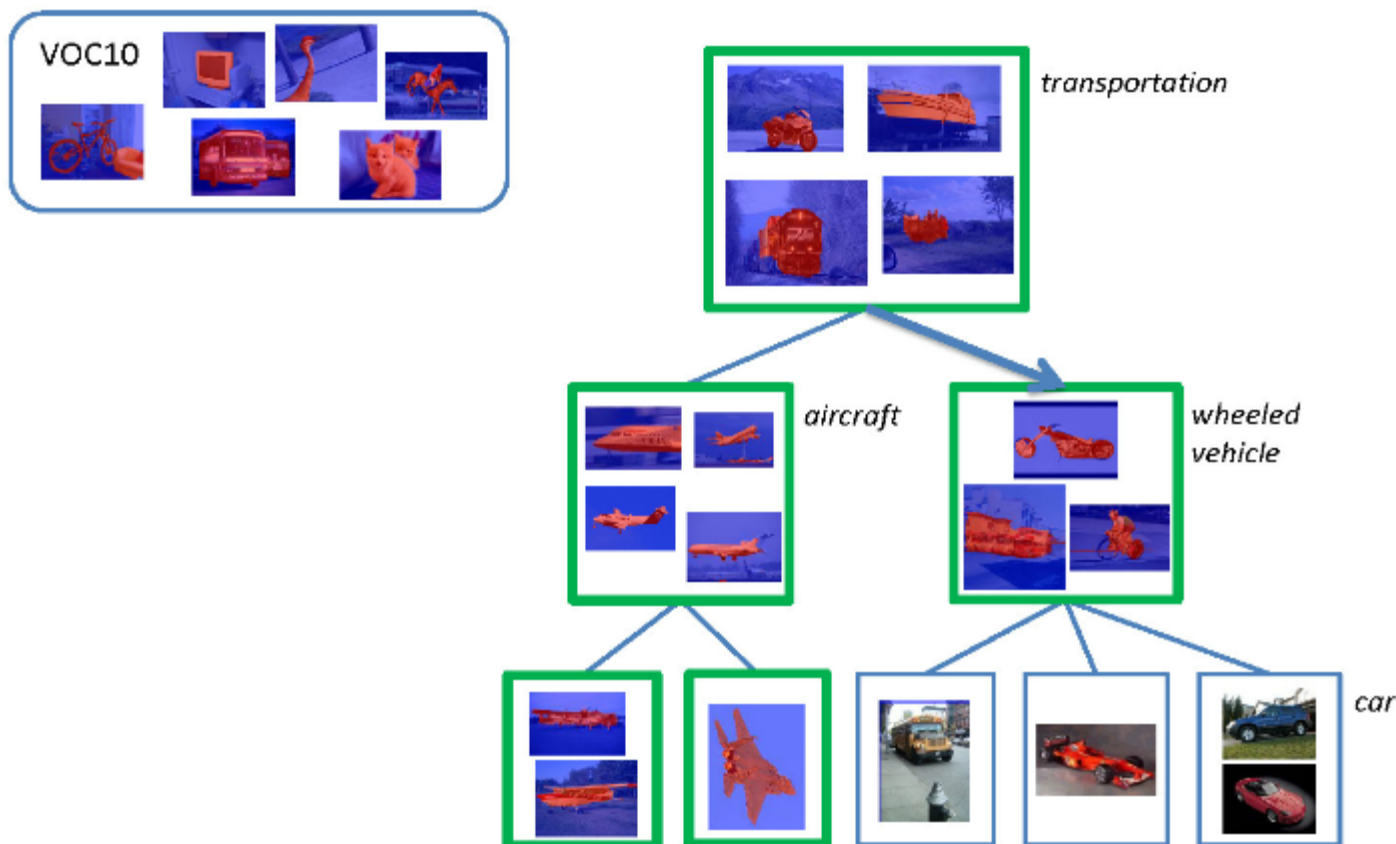 VOC10
transportation
aircraft
wheeled
vehicle
car